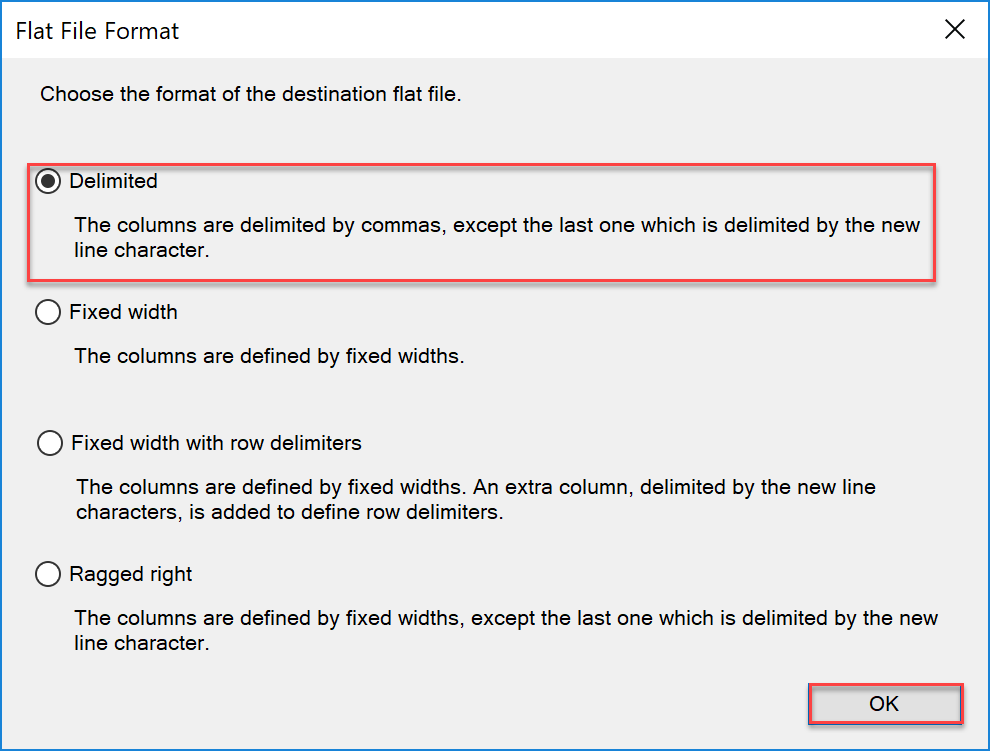 Flat File Format
Choose the format of the destination flat file.
Delimited
The columns are delimited by commas, except the last one which is delimited by the new
line character.
Fixed width
The columns are defined by fixed widths.
Fixed width with row delimiters
The columns are defined by fixed widths. An extra column, delimited by the new line
characters, is added to define row delimiters.
Ragged right
The columns are defined by fixed widths, except the last one which is delimited by the new
line character.
OK